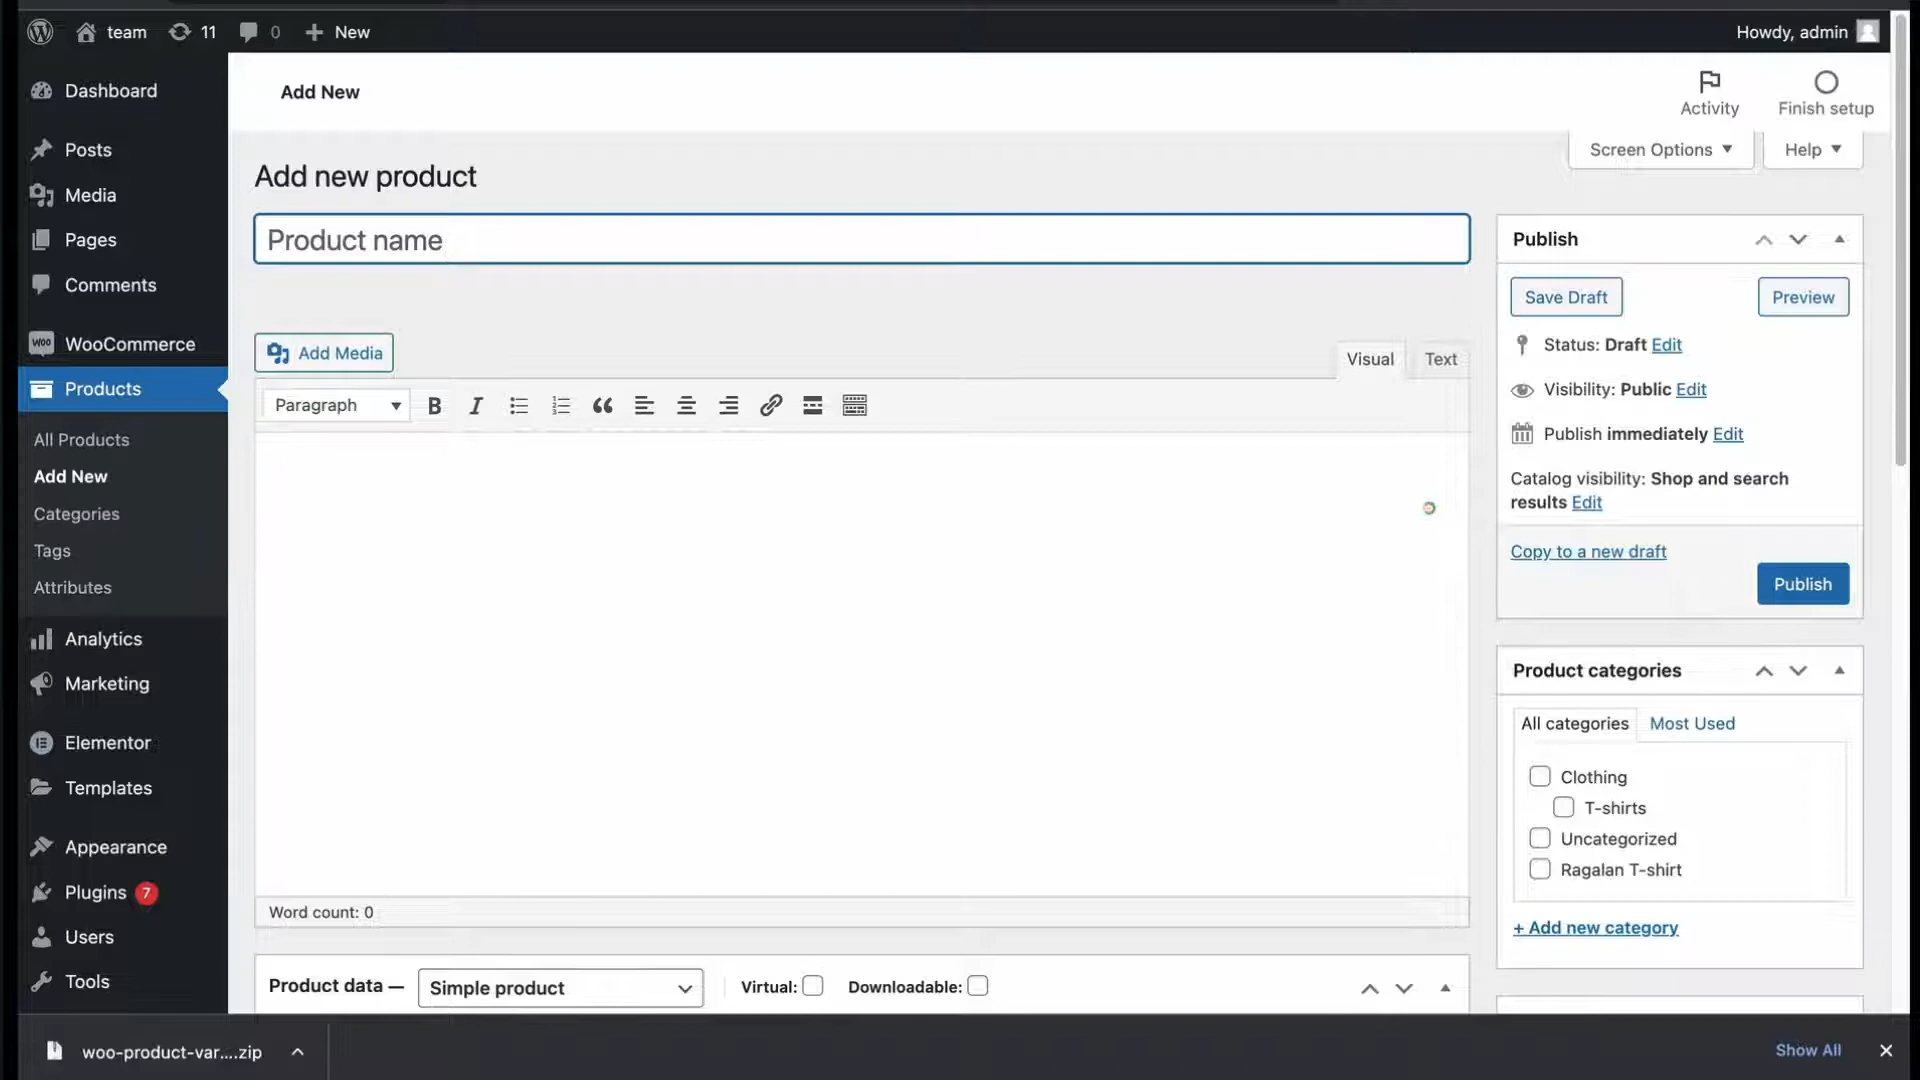 team 11 0 + New
Howdy, admin
Dashboard
Posts
Media
Pages
Comments
WooCommerce
Products
All Products
Add New
Categories
Tags
Attributes
Analytics
Marketing
Elementor
Templates
Appearance
Plugins 7
Users
Tools
Add New
Activity
Finish setup
Screen Options ▼
Help ▼
Add new product
Product name
Add Media
Visual
Text
Paragraph
B I
Word count: 0
Product data — Simple product Virtual: Downloadable:
Publish
Save Draft
Preview
Status: Draft Edit
Visibility: Public Edit
Publish immediately Edit
Catalog visibility: Shop and search
results Edit
Copy to a new draft
Publish
Product categories
All categories Most Used
Clothing
T-shirts
Uncategorized
Ragalan T-shirt
+ Add new category
woo-product-var....zip
Show All